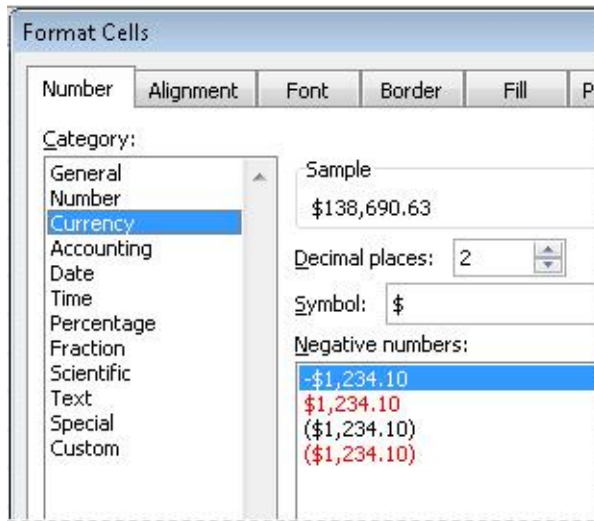 Format Cells
Number Alignment Font Border Fill P
Category:
General
Number
Currency
Accounting
Date
Time
Percentage
Fraction
Scientific
Text
Special
Custom
Sample
$138,690.63
Decimal places: 2
Symbol: $
Negative numbers:
-$1,234.10
$1,234.10
($1,234.10)
($1,234.10)